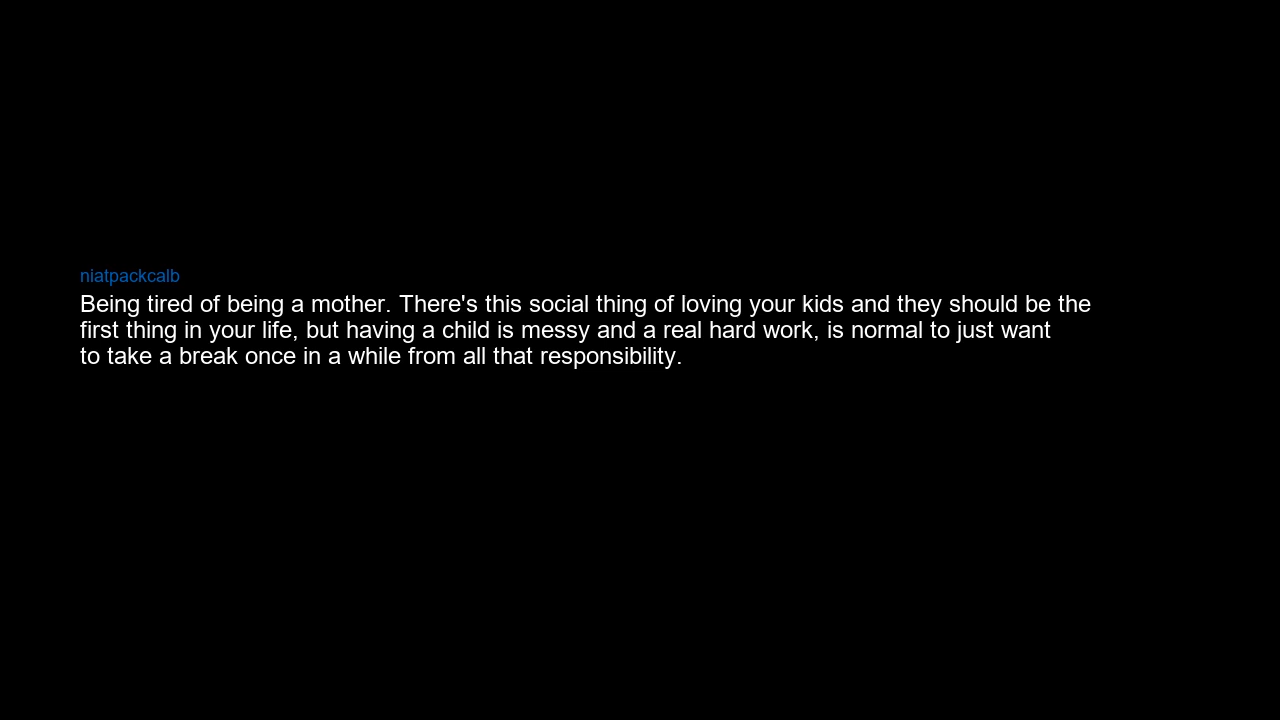 niatpackcalb
Being tired of being a mother. There's this social thing of loving your kids and they should be the
first thing in your life, but having a child is messy and a real hard work, is normal to just want
to take a break once in a while from all that responsibility.